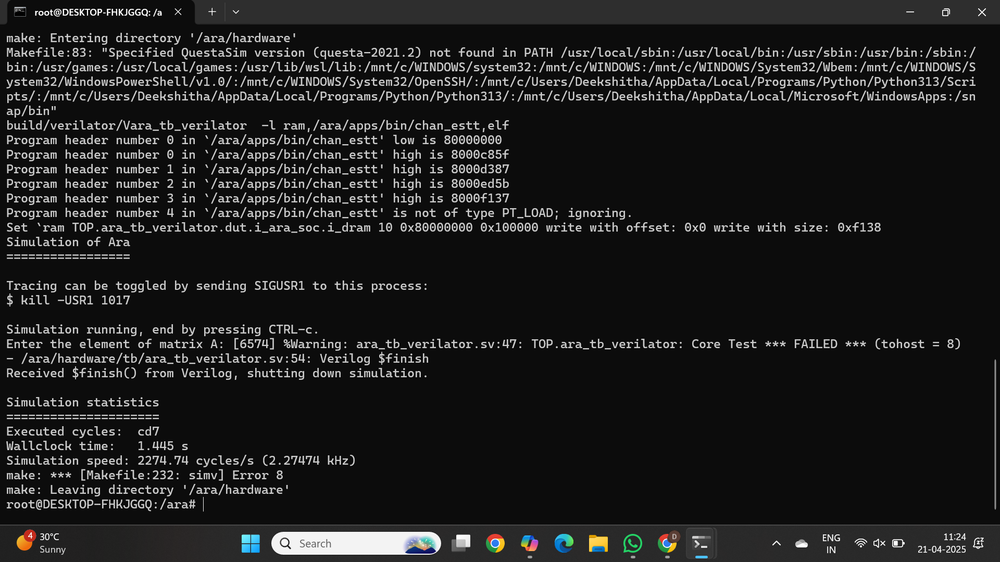 root@DESKTOP-FHKJGGQ: /a
make: Entering directory '/ara/hardware'
Makefile:83: "Specified QuestaSim version (questa-2021.2) not found in PATH /usr/local/sbin:/usr/local/bin:/usr/sbin:/usr/bin:/sbin:/
bin:/usr/games:/usr/local/games:/usr/lib/wsl/lib:/mnt/c/WINDOWS/system32:/mnt/c/WINDOWS:/mnt/c/WINDOWS/System32/Wbem:/mnt/c/WINDOWS/S
ystem32/WindowsPowerShell/v1.0/:/mnt/c/WINDOWS/System32/OpenSSH/:/mnt/c/Users/Deekshitha/AppData/Local/Programs/Python/Python313/Scri
pts/:/mnt/c/Users/Deekshitha/AppData/Local/Programs/Python/Python313/:/mnt/c/Users/Deekshitha/AppData/Local/Microsoft/WindowsApps:/sn
ap/bin"
build/verilator/Vara_tb_verilator  -l ram,/ara/apps/bin/chan_estt,elf
Program header number 0 in `/ara/apps/bin/chan_estt' low is 80000000
Program header number 0 in `/ara/apps/bin/chan_estt' high is 8000c85f
Program header number 1 in `/ara/apps/bin/chan_estt' high is 8000d387
Program header number 2 in `/ara/apps/bin/chan_estt' high is 8000ed5b
Program header number 3 in `/ara/apps/bin/chan_estt' high is 8000f137
Program header number 4 in `/ara/apps/bin/chan_estt' is not of type PT_LOAD; ignoring.
Set `ram TOP.ara_tb_verilator.dut.i_ara_soc.i_dram 10 0x80000000 0x100000 write with offset: 0x0 write with size: 0xf138
Simulation of Ara
=================
Tracing can be toggled by sending SIGUSR1 to this process:
$ kill -USR1 1017
Simulation running, end by pressing CTRL-c.
Enter the element of matrix A: [6574] %Warning: ara_tb_verilator.sv:47: TOP.ara_tb_verilator: Core Test *** FAILED *** (tohost = 8)
- /ara/hardware/tb/ara_tb_verilator.sv:54: Verilog $finish
Received $finish() from Verilog, shutting down simulation.
Simulation statistics
=====================
Executed cycles:  cd7
Wallclock time:   1.445 s
Simulation speed: 2274.74 cycles/s (2.27474 kHz)
make: *** [Makefile:232: simv] Error 8
make: Leaving directory '/ara/hardware'
root@DESKTOP-FHKJGGQ:/ara#
4
30°C
Sunny
Search
D
ENG
IN
11:24
21-04-2025